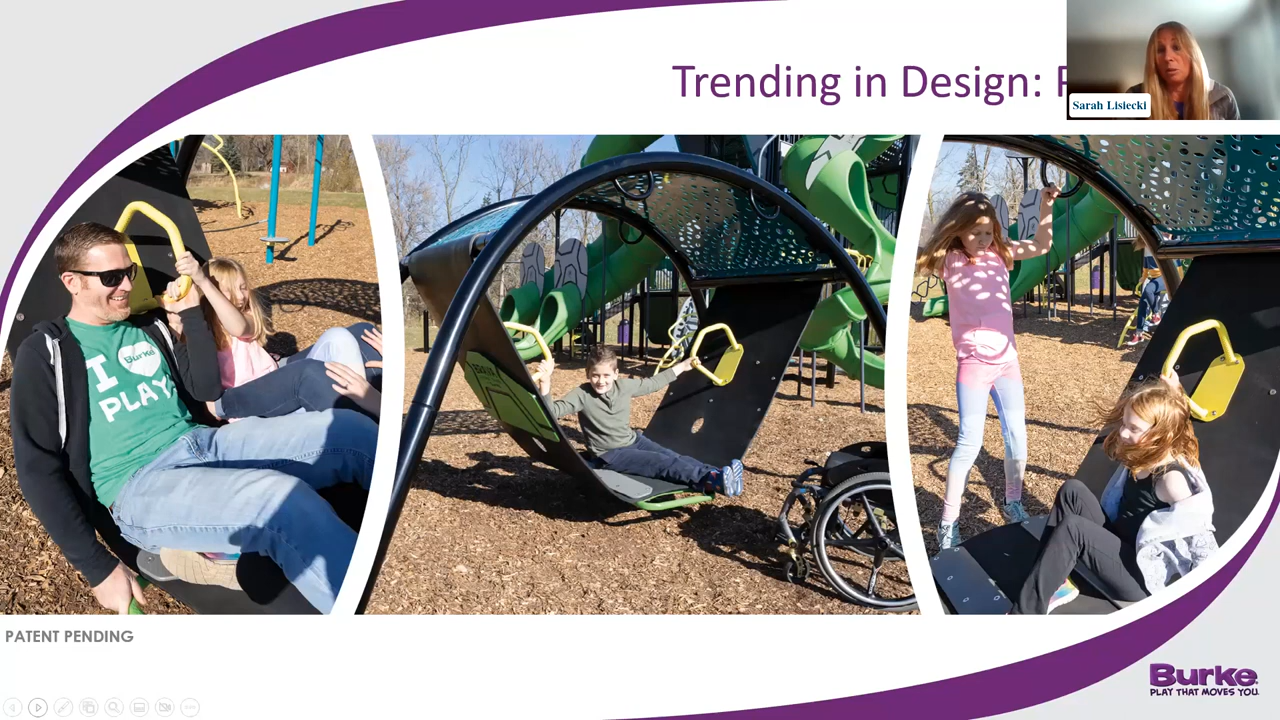 Trending in Design:
Sarah Lisiecki
I
Burke
PLAY
PATENT PENDING
Burke
PLAY THAT MOVES YOU.